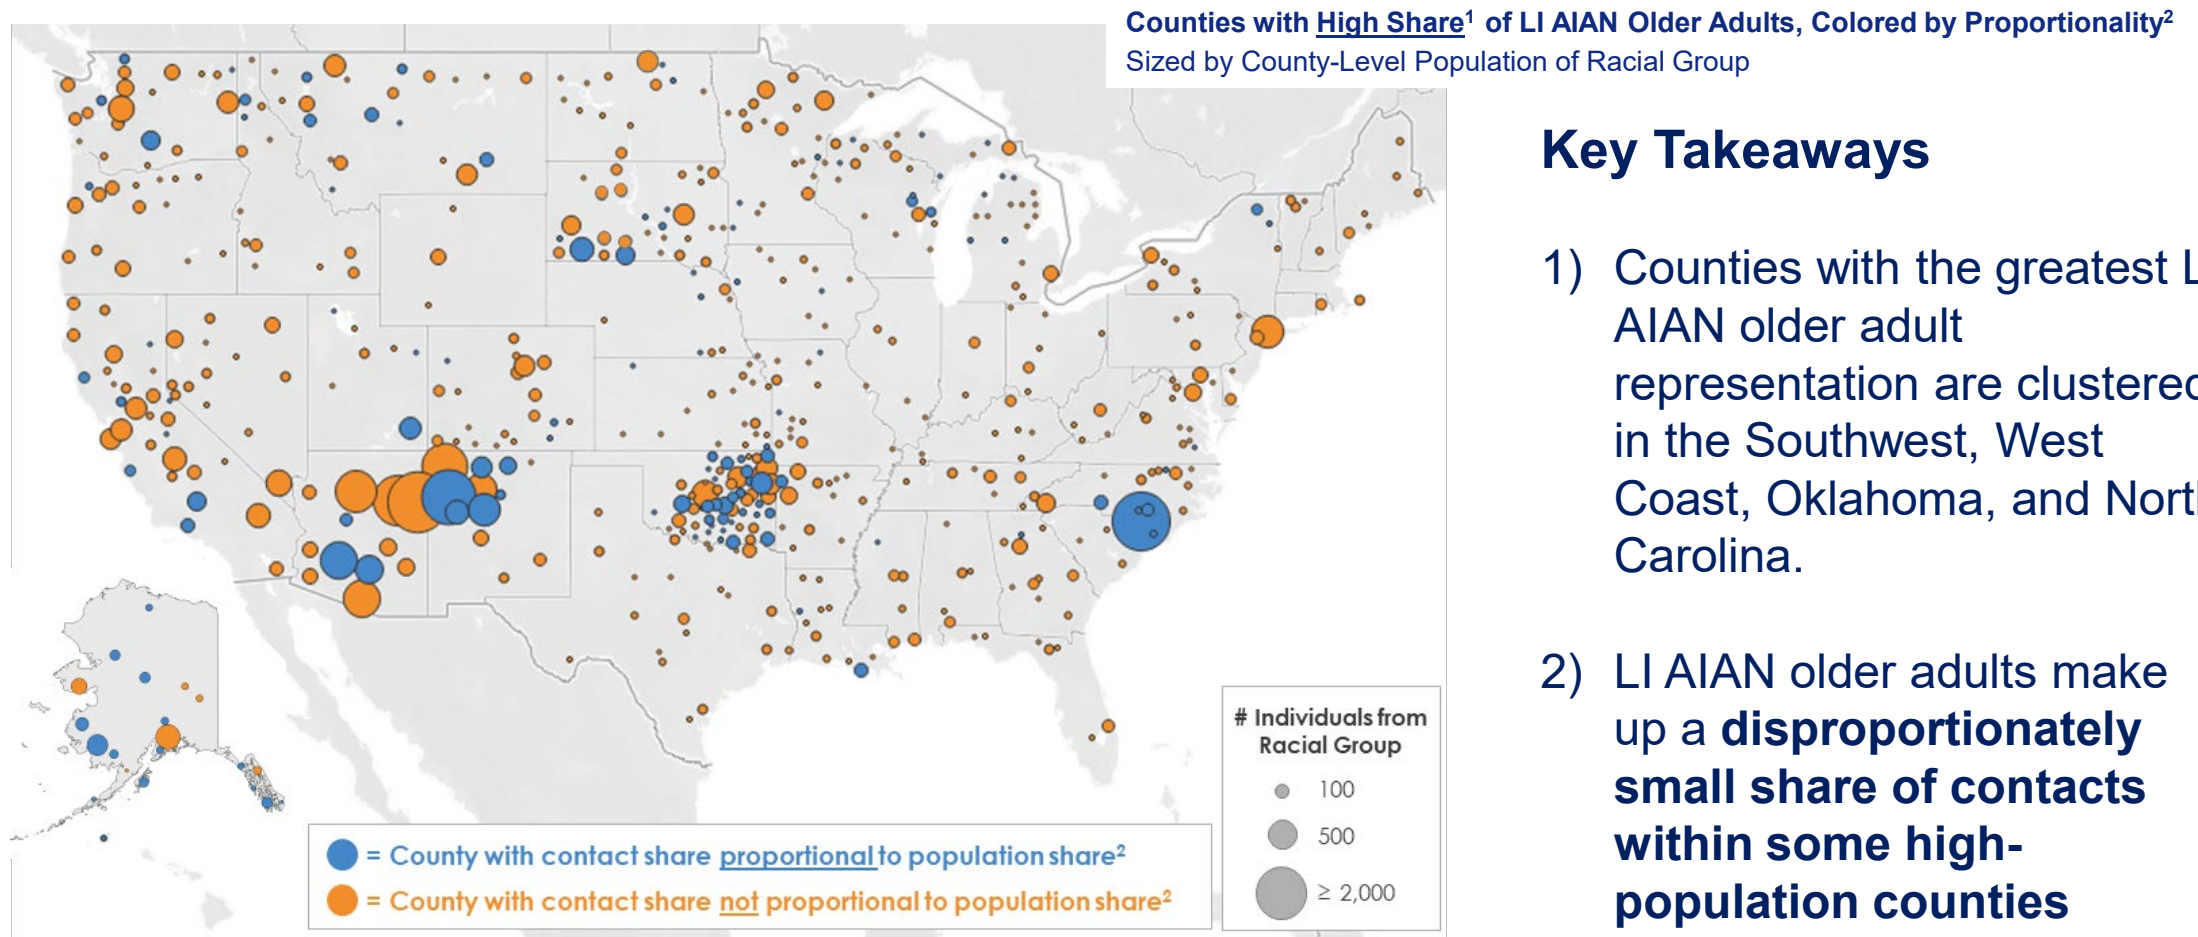 Counties with High Share¹ of LI AIAN Older Adults, Colored by Proportionality²
Sized by County-Level Population of Racial Group
Key Takeaways
1) Counties with the greatest L
AIAN older adult
representation are clustered
in the Southwest, West
Coast, Oklahoma, and North
Carolina.
2) LI AIAN older adults make
up a disproportionately
small share of contacts
within some high-
population counties
# Individuals from
Racial Group
100
500
≥ 2,000
= County with contact share proportional to population share²
= County with contact share not proportional to population share²